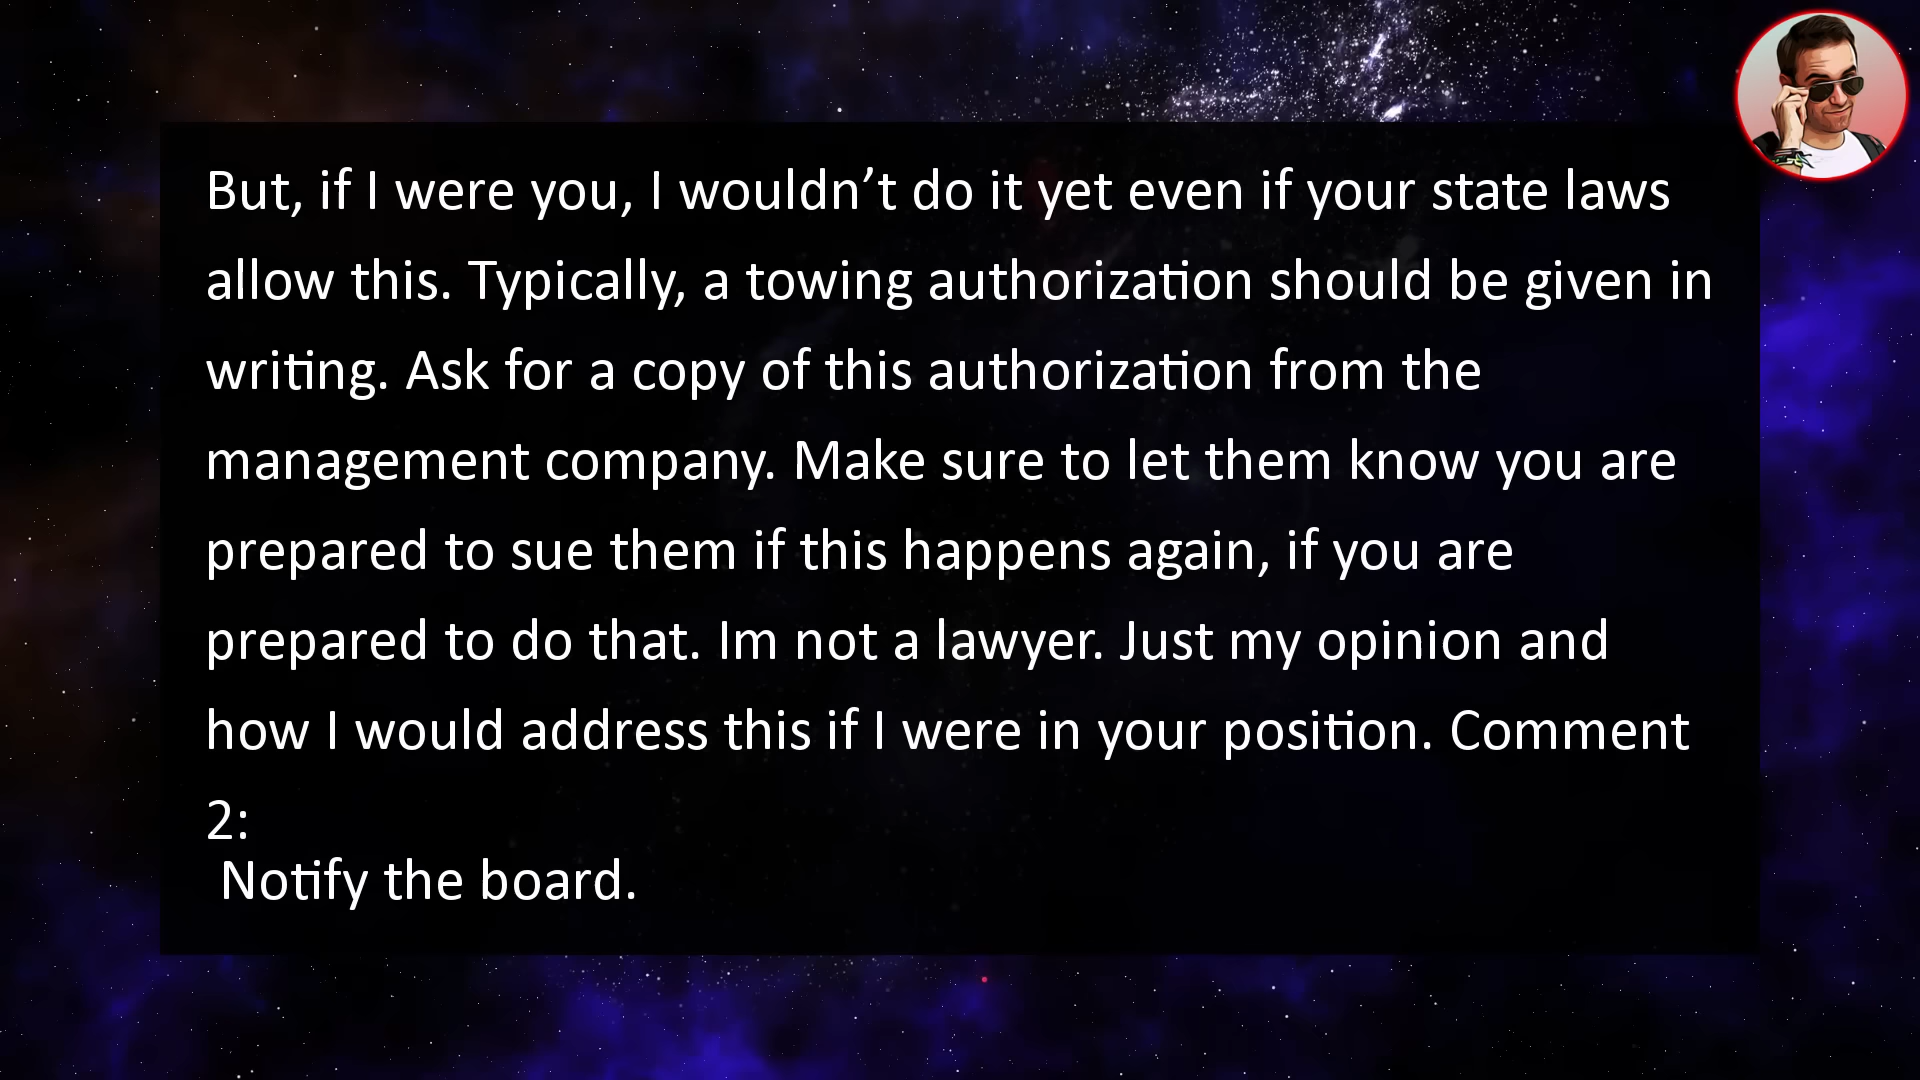 But, if I were you, I wouldn’t do it yet even if your state laws
allow this. Typically, a towing authorization should be given in
writing. Ask for a copy of this authorization from the
management company. Make sure to let them know you are
prepared to sue them if this happens again, if you are
prepared to do that. Im not a lawyer. Just my opinion and
how I would address this if I were in your position. Comment
2:
Notify the board.